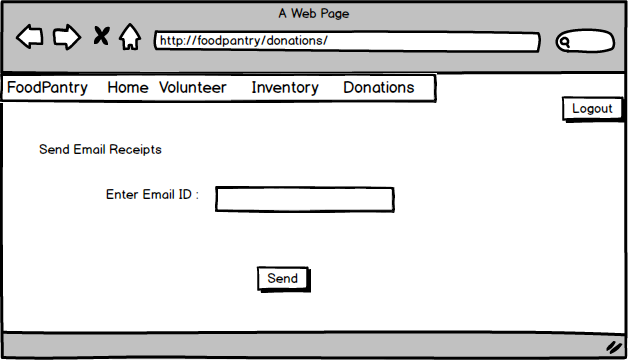 A Web Page
http://foodpantry/donations/
FoodPantry Home Volunteer Inventory Donations
Logout
Send Email Receipts
Enter Email ID :
Send